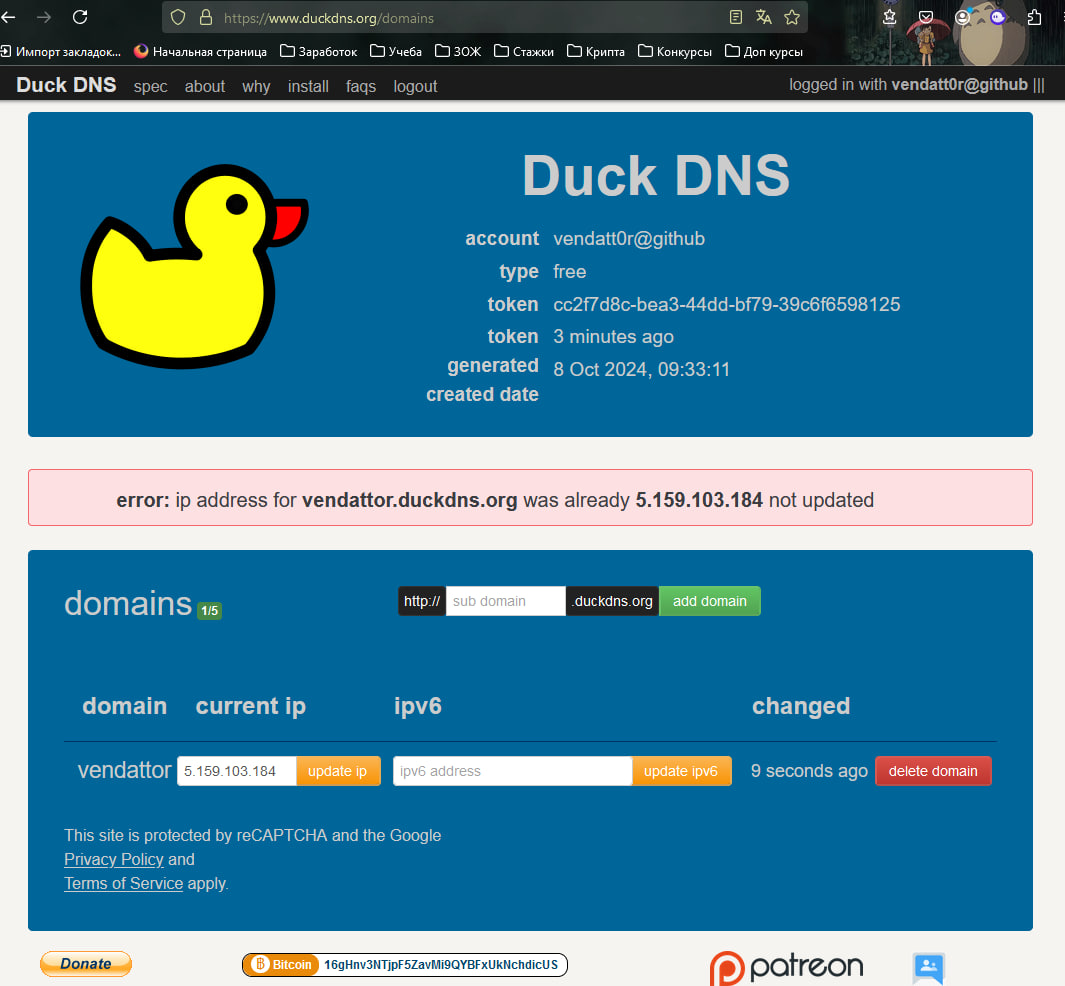 https://www.duckdns.org/domains
Импорт закладок... Начальная страница Заработок Учеба ЗОЖ Стажки Крипта Конкурсы Доп курсы
Duck DNS spec about why install faqs logout logged in with vendatt0r@github |||
Duck DNS
account vendatt0r@github
type free
token cc2f7d8c-bea3-44dd-bf79-39c6f6598125
token 3 minutes ago
generated
8 Oct 2024, 09:33:11
created date
error: ip address for vendattor.duckdns.org was already 5.159.103.184 not updated
domains 1/5 http:// sub domain .duckdns.org add domain
domain current ip ipv6 changed
vendattor 5.159.103.184 update ip ipv6 address update ipv6 9 seconds ago delete domain
This site is protected by reCAPTCHA and the Google
Privacy Policy and
Terms of Service apply.
Donate Bitcoin 16gHnv3NTjpF5ZavMi9QYBFxUkNchdicUS patreon